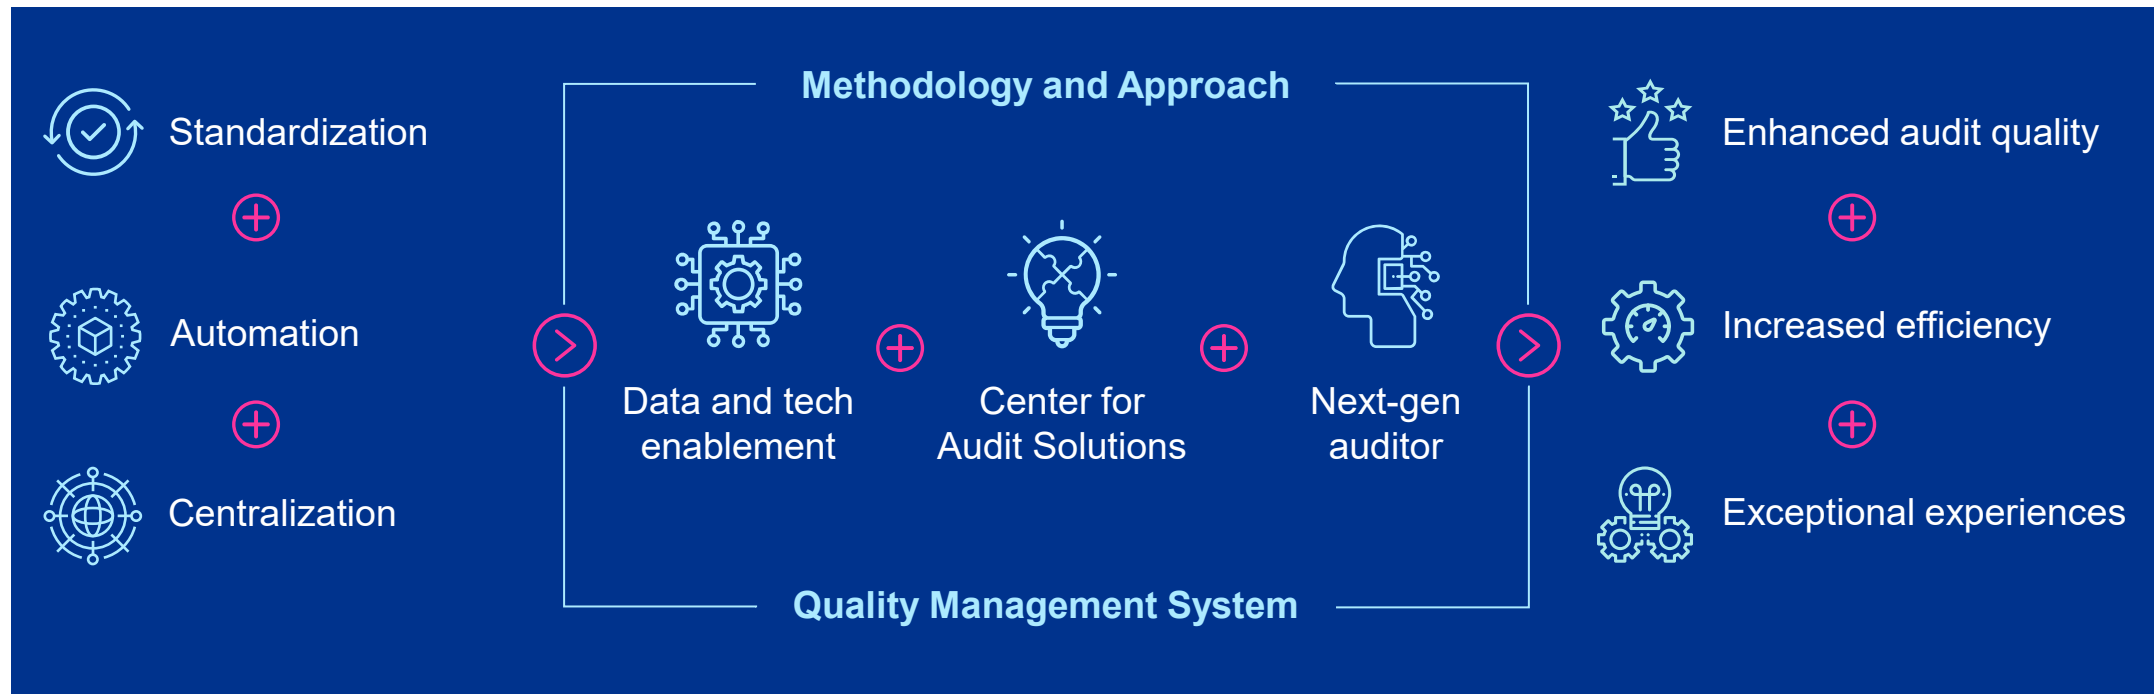 Standardization
Automation
Centralization
Methodology and Approach
Data and tech
enablement
Center for
Audit Solutions
Next-gen
auditor
Quality Management System
Enhanced audit quality
Increased efficiency
Exceptional experiences